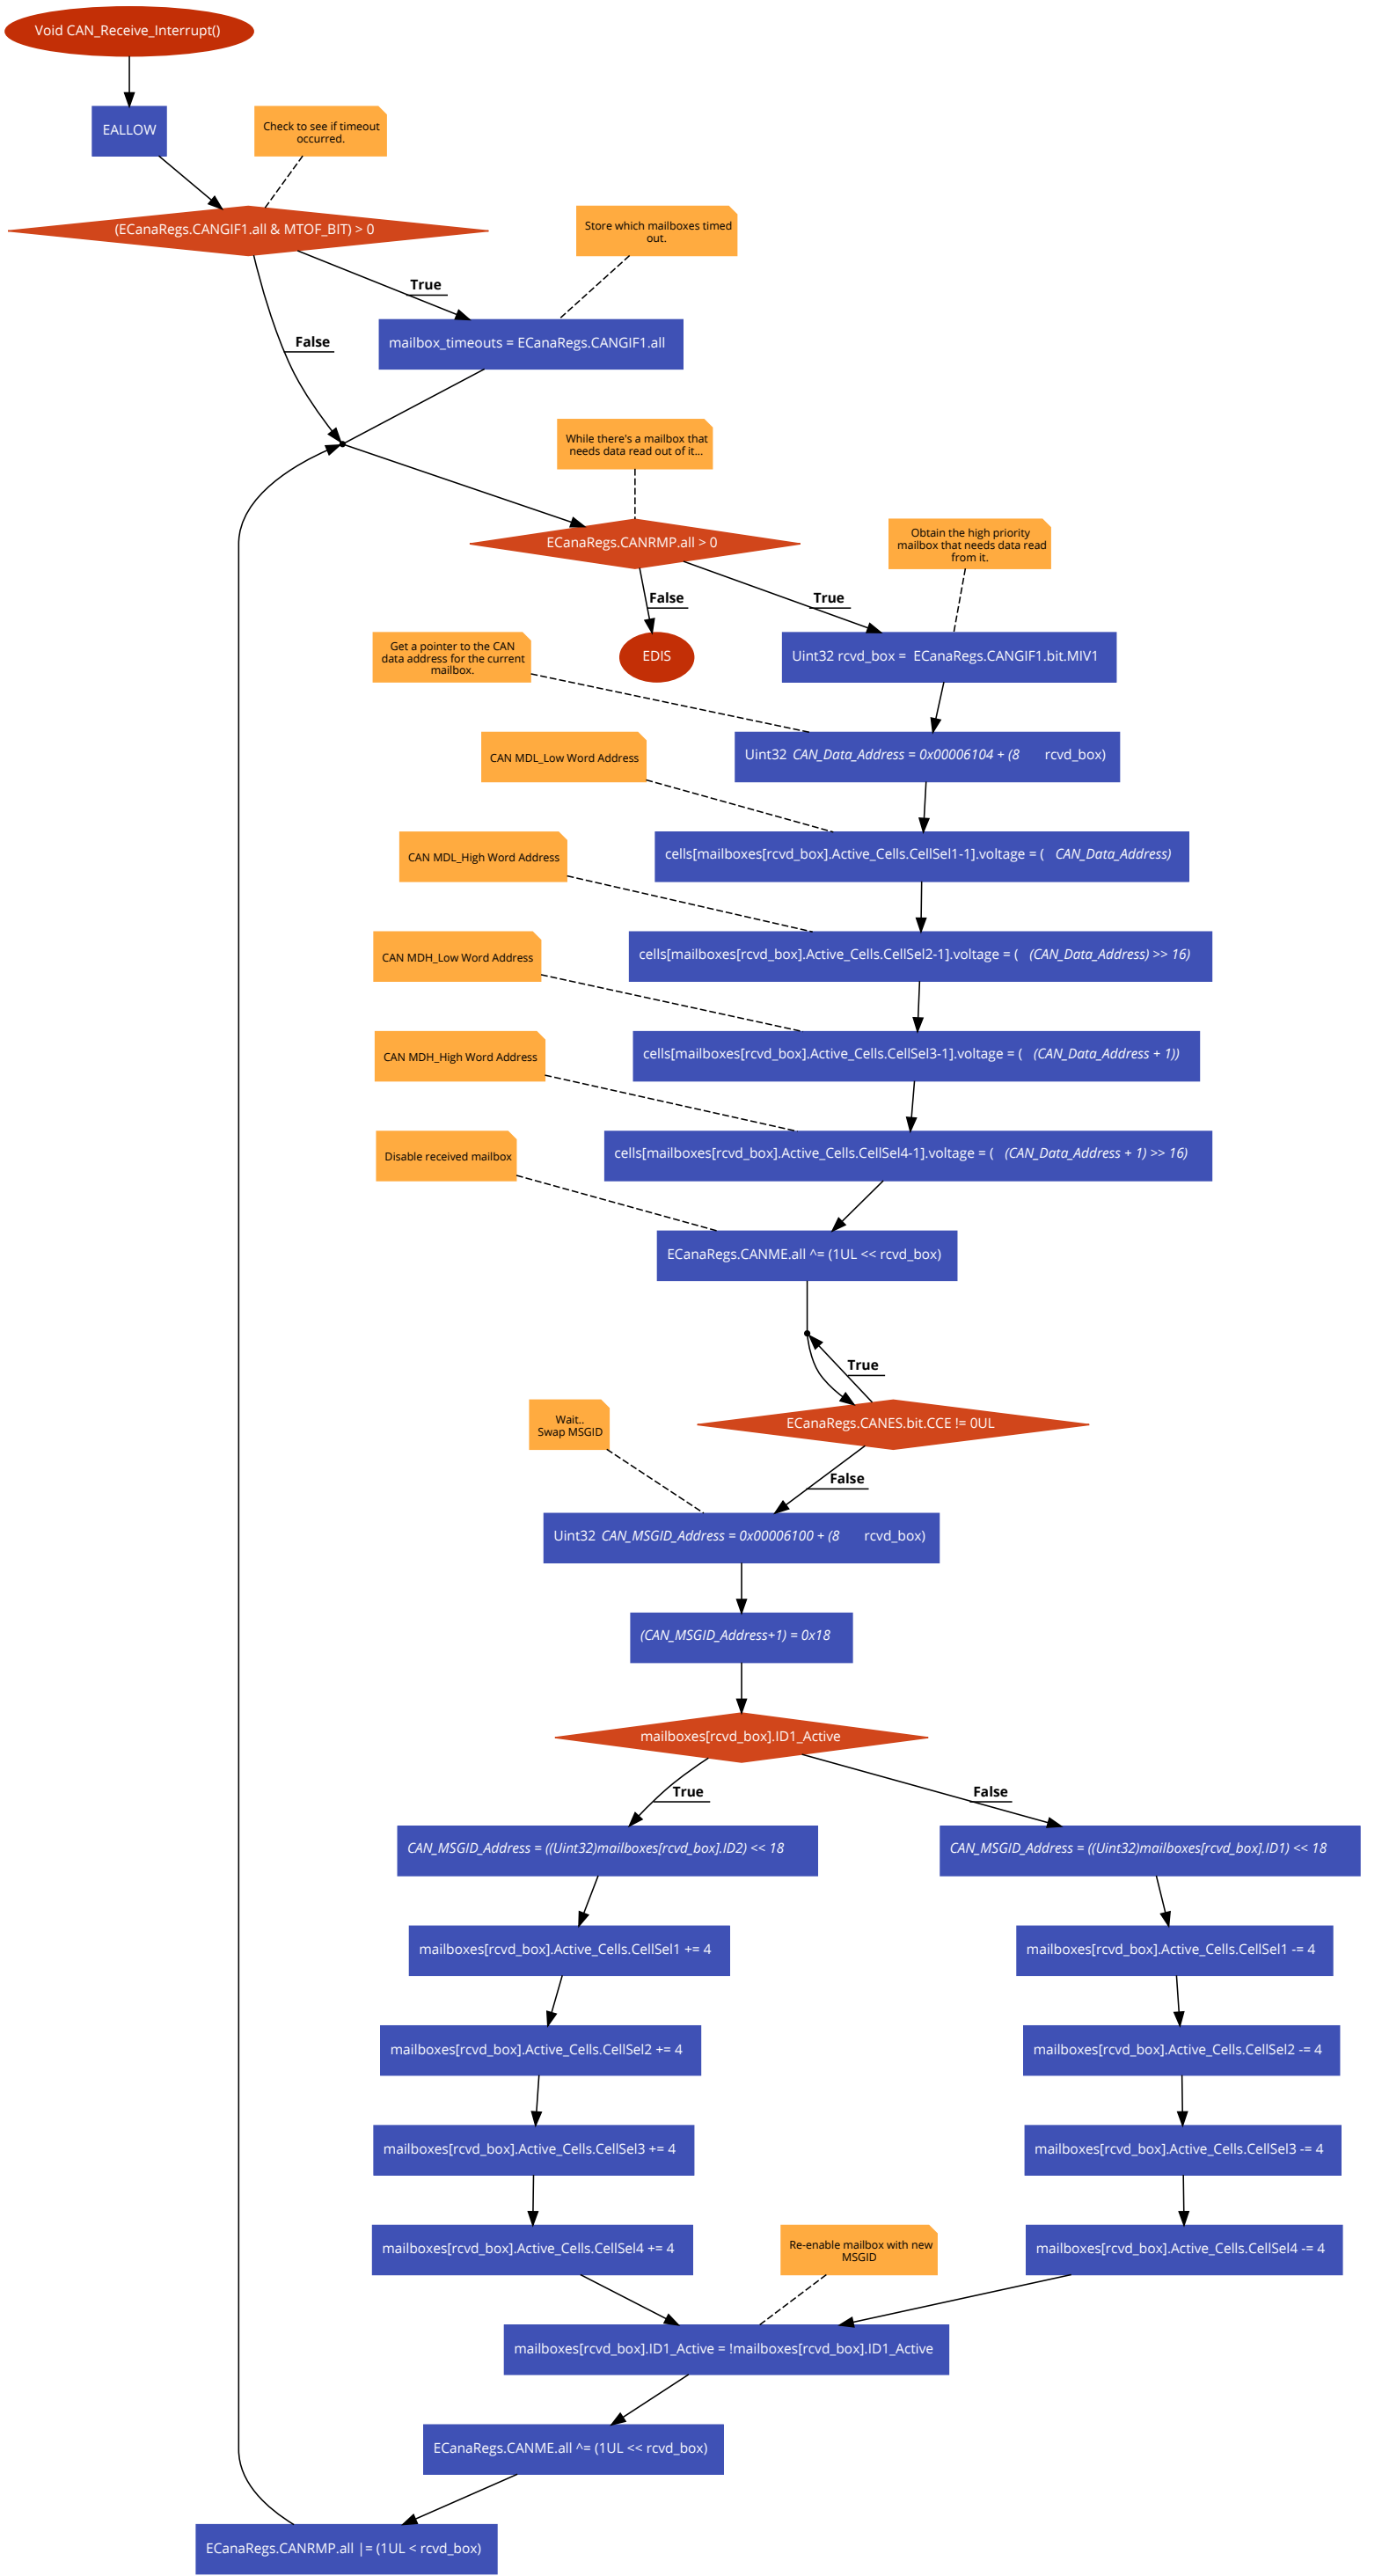 Void CAN_Receive_Interrupt()
EALLOW
Check to see if timeout
occurred.
(ECanaRegs.CANGIF1.all & MTOF_BIT) > 0
Store which mailboxes timed
out.
True
False
mailbox_timeouts = ECanaRegs.CANGIF1.all
While there's a mailbox that
needs data read out of it...
ECanaRegs.CANRMP.all > 0
Obtain the high priority
mailbox that needs data read
from it.
False
True
Get a pointer to the CAN
data address for the current
mailbox.
EDIS
Uint32 rcvd_box = ECanaRegs.CANGIF1.bit.MIV1
Uint32 CAN_Data_Address = 0x00006104 + (8 rcvd_box)
CAN MDL_Low Word Address
cells[mailboxes[rcvd_box].Active_Cells.CellSel1-1].voltage = ( CAN_Data_Address)
CAN MDL_High Word Address
cells[mailboxes[rcvd_box].Active_Cells.CellSel2-1].voltage = ( (CAN_Data_Address) >> 16)
CAN MDH_Low Word Address
cells[mailboxes[rcvd_box].Active_Cells.CellSel3-1].voltage = ( (CAN_Data_Address + 1))
CAN MDH_High Word Address
cells[mailboxes[rcvd_box].Active_Cells.CellSel4-1].voltage = ( (CAN_Data_Address + 1) >> 16)
Disable received mailbox
ECanaRegs.CANME.all ^= (1UL << rcvd_box)
True
ECanaRegs.CANES.bit.CCE != 0UL
Wait..
Swap MSGID
False
Uint32 CAN_MSGID_Address = 0x00006100 + (8 rcvd_box)
(CAN_MSGID_Address+1) = 0x18
mailboxes[rcvd_box].ID1_Active
True
False
CAN_MSGID_Address = ((Uint32)mailboxes[rcvd_box].ID2) << 18
CAN_MSGID_Address = ((Uint32)mailboxes[rcvd_box].ID1) << 18
mailboxes[rcvd_box].Active_Cells.CellSel1 += 4
mailboxes[rcvd_box].Active_Cells.CellSel1 -= 4
mailboxes[rcvd_box].Active_Cells.CellSel2 += 4
mailboxes[rcvd_box].Active_Cells.CellSel2 -= 4
mailboxes[rcvd_box].Active_Cells.CellSel3 += 4
mailboxes[rcvd_box].Active_Cells.CellSel3 -= 4
mailboxes[rcvd_box].Active_Cells.CellSel4 += 4
Re-enable mailbox with new
MSGID
mailboxes[rcvd_box].Active_Cells.CellSel4 -= 4
mailboxes[rcvd_box].ID1_Active = !mailboxes[rcvd_box].ID1_Active
ECanaRegs.CANME.all ^= (1UL << rcvd_box)
ECanaRegs.CANRMP.all |= (1UL < rcvd_box)